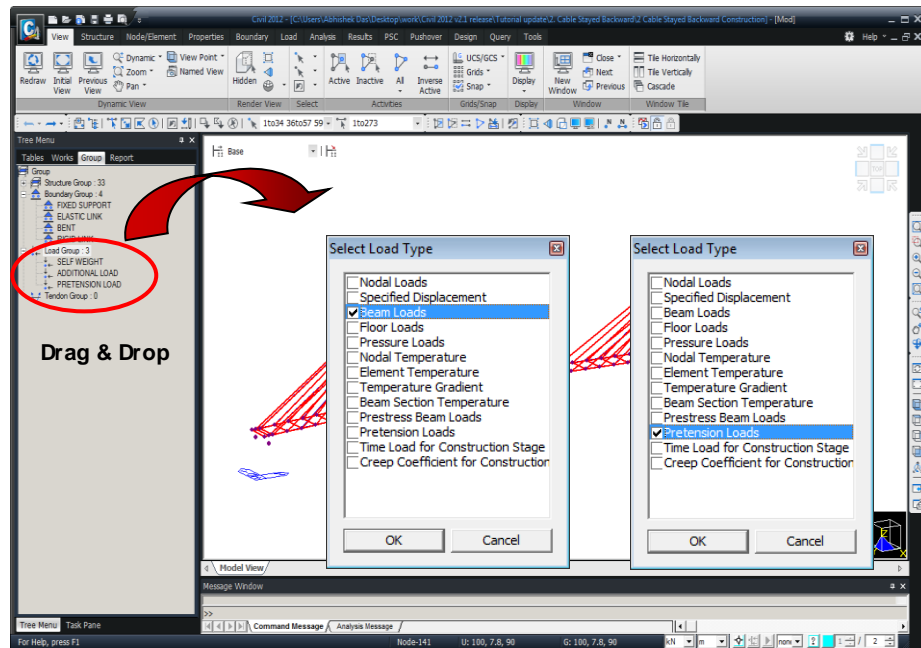 Civil 2012 - [C:\Users\Abhishek Das\Desktop\work\Civil 2012 v2.1 release\Tutorial update\2. Cable Stayed Backward\2 Cable Stayed Backward Construction] - [Mod]
View Structure Node/Element Properties Boundary Load Analysis Results PSC Pushover Design Query Tools Help
Redraw Initial View Previous View Dynamic Zoom Pan View Point Named View
Hidden Active Inactive All Inverse Active UCS/GCS Grids Snap Display
New Window Close Next Previous Tile Horizontally Tile Vertically Cascade
Dynamic View Render View Select Activities Grids/Snap Display Window Window Tile
1to34 36to57 59 1to273
Tree Menu
Tables Works Group Report
Base
TOP
Group
Structure Group : 33
Boundary Group : 4
FIXED SUPPORT
ELASTIC LINK
BENT
RIGID LINK
Load Group : 3
SELF WEIGHT
ADDITIONAL LOAD
PRETENSION LOAD
Tendon Group : 0
Drag & Drop
Select Load Type
Nodal Loads
Specified Displacement
Beam Loads
Floor Loads
Pressure Loads
Nodal Temperature
Element Temperature
Temperature Gradient
Beam Section Temperature
Prestress Beam Loads
Pretension Loads
Time Load for Construction Stage
Creep Coefficient for Construction
OK Cancel
Select Load Type
Nodal Loads
Specified Displacement
Beam Loads
Floor Loads
Pressure Loads
Nodal Temperature
Element Temperature
Temperature Gradient
Beam Section Temperature
Prestress Beam Loads
Pretension Loads
Time Load for Construction Stage
Creep Coefficient for Construction
OK Cancel
Model View
Message Window
>>
Command Message Analysis Message
Tree Menu Task Pane
For Help, press F1 Node-141 U: 100, 7.8, 90 G: 100, 7.8, 90 kN m non 1 / 2